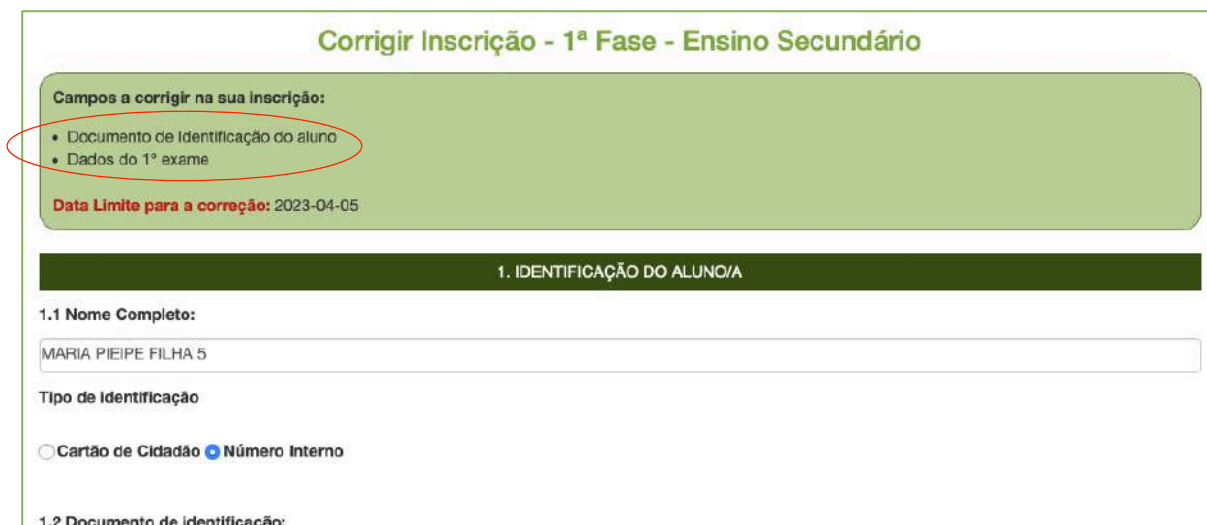 Corrigir Inscrição - 1ª Fase - Ensino Secundário
Campos a corrigir na sua inscrição:
• Documento de Identificação do aluno
• Dados do 1º exame
Data Limite para a correção: 2023-04-05
1. IDENTIFICAÇÃO DO ALUNO/A
1.1 Nome Completo:
MARIA PIEIPE FILHA 5
Tipo de Identificação
Cartão de Cidadão Número Interno
1.2 Documento de identificação: